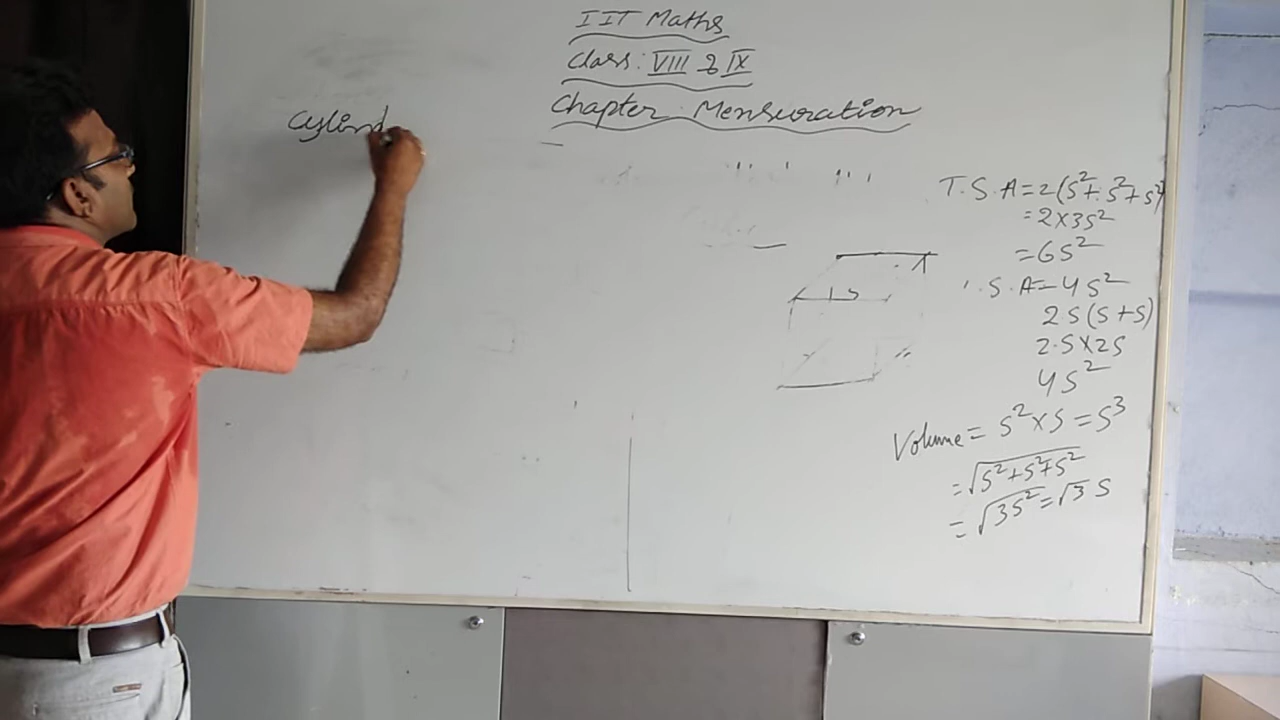 IIT Maths
Class: VIII & IX
Chapter: Mensuration
Cylind
T.S.A=2(s²+s²+s²)
=2×3s²
=6s²
.S.A=4s²
2s(s+s)
2.s×2s
4s²
Volume= s²×s=s³
=√s²+s²+s²
=√3s²=√3 s
s